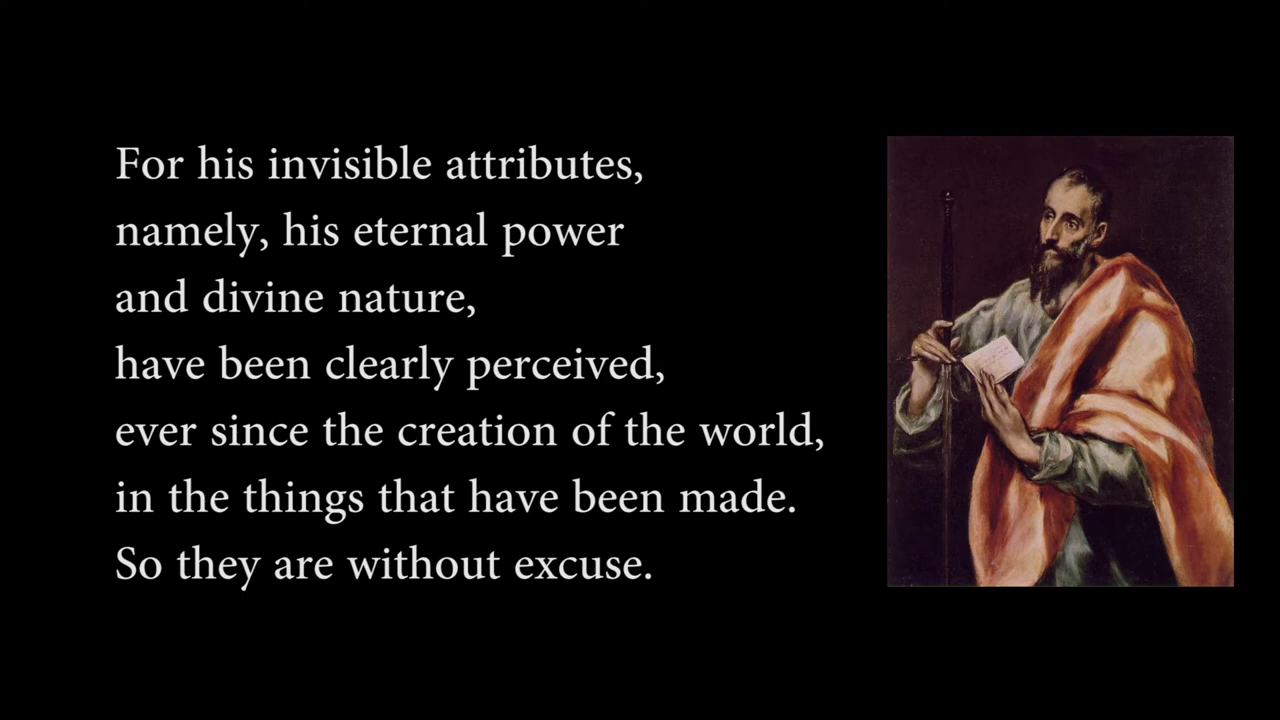 For his invisible attributes,
namely, his eternal power
and divine nature,
have been clearly perceived,
ever since the creation of the world,
in the things that have been made.
So they are without excuse.